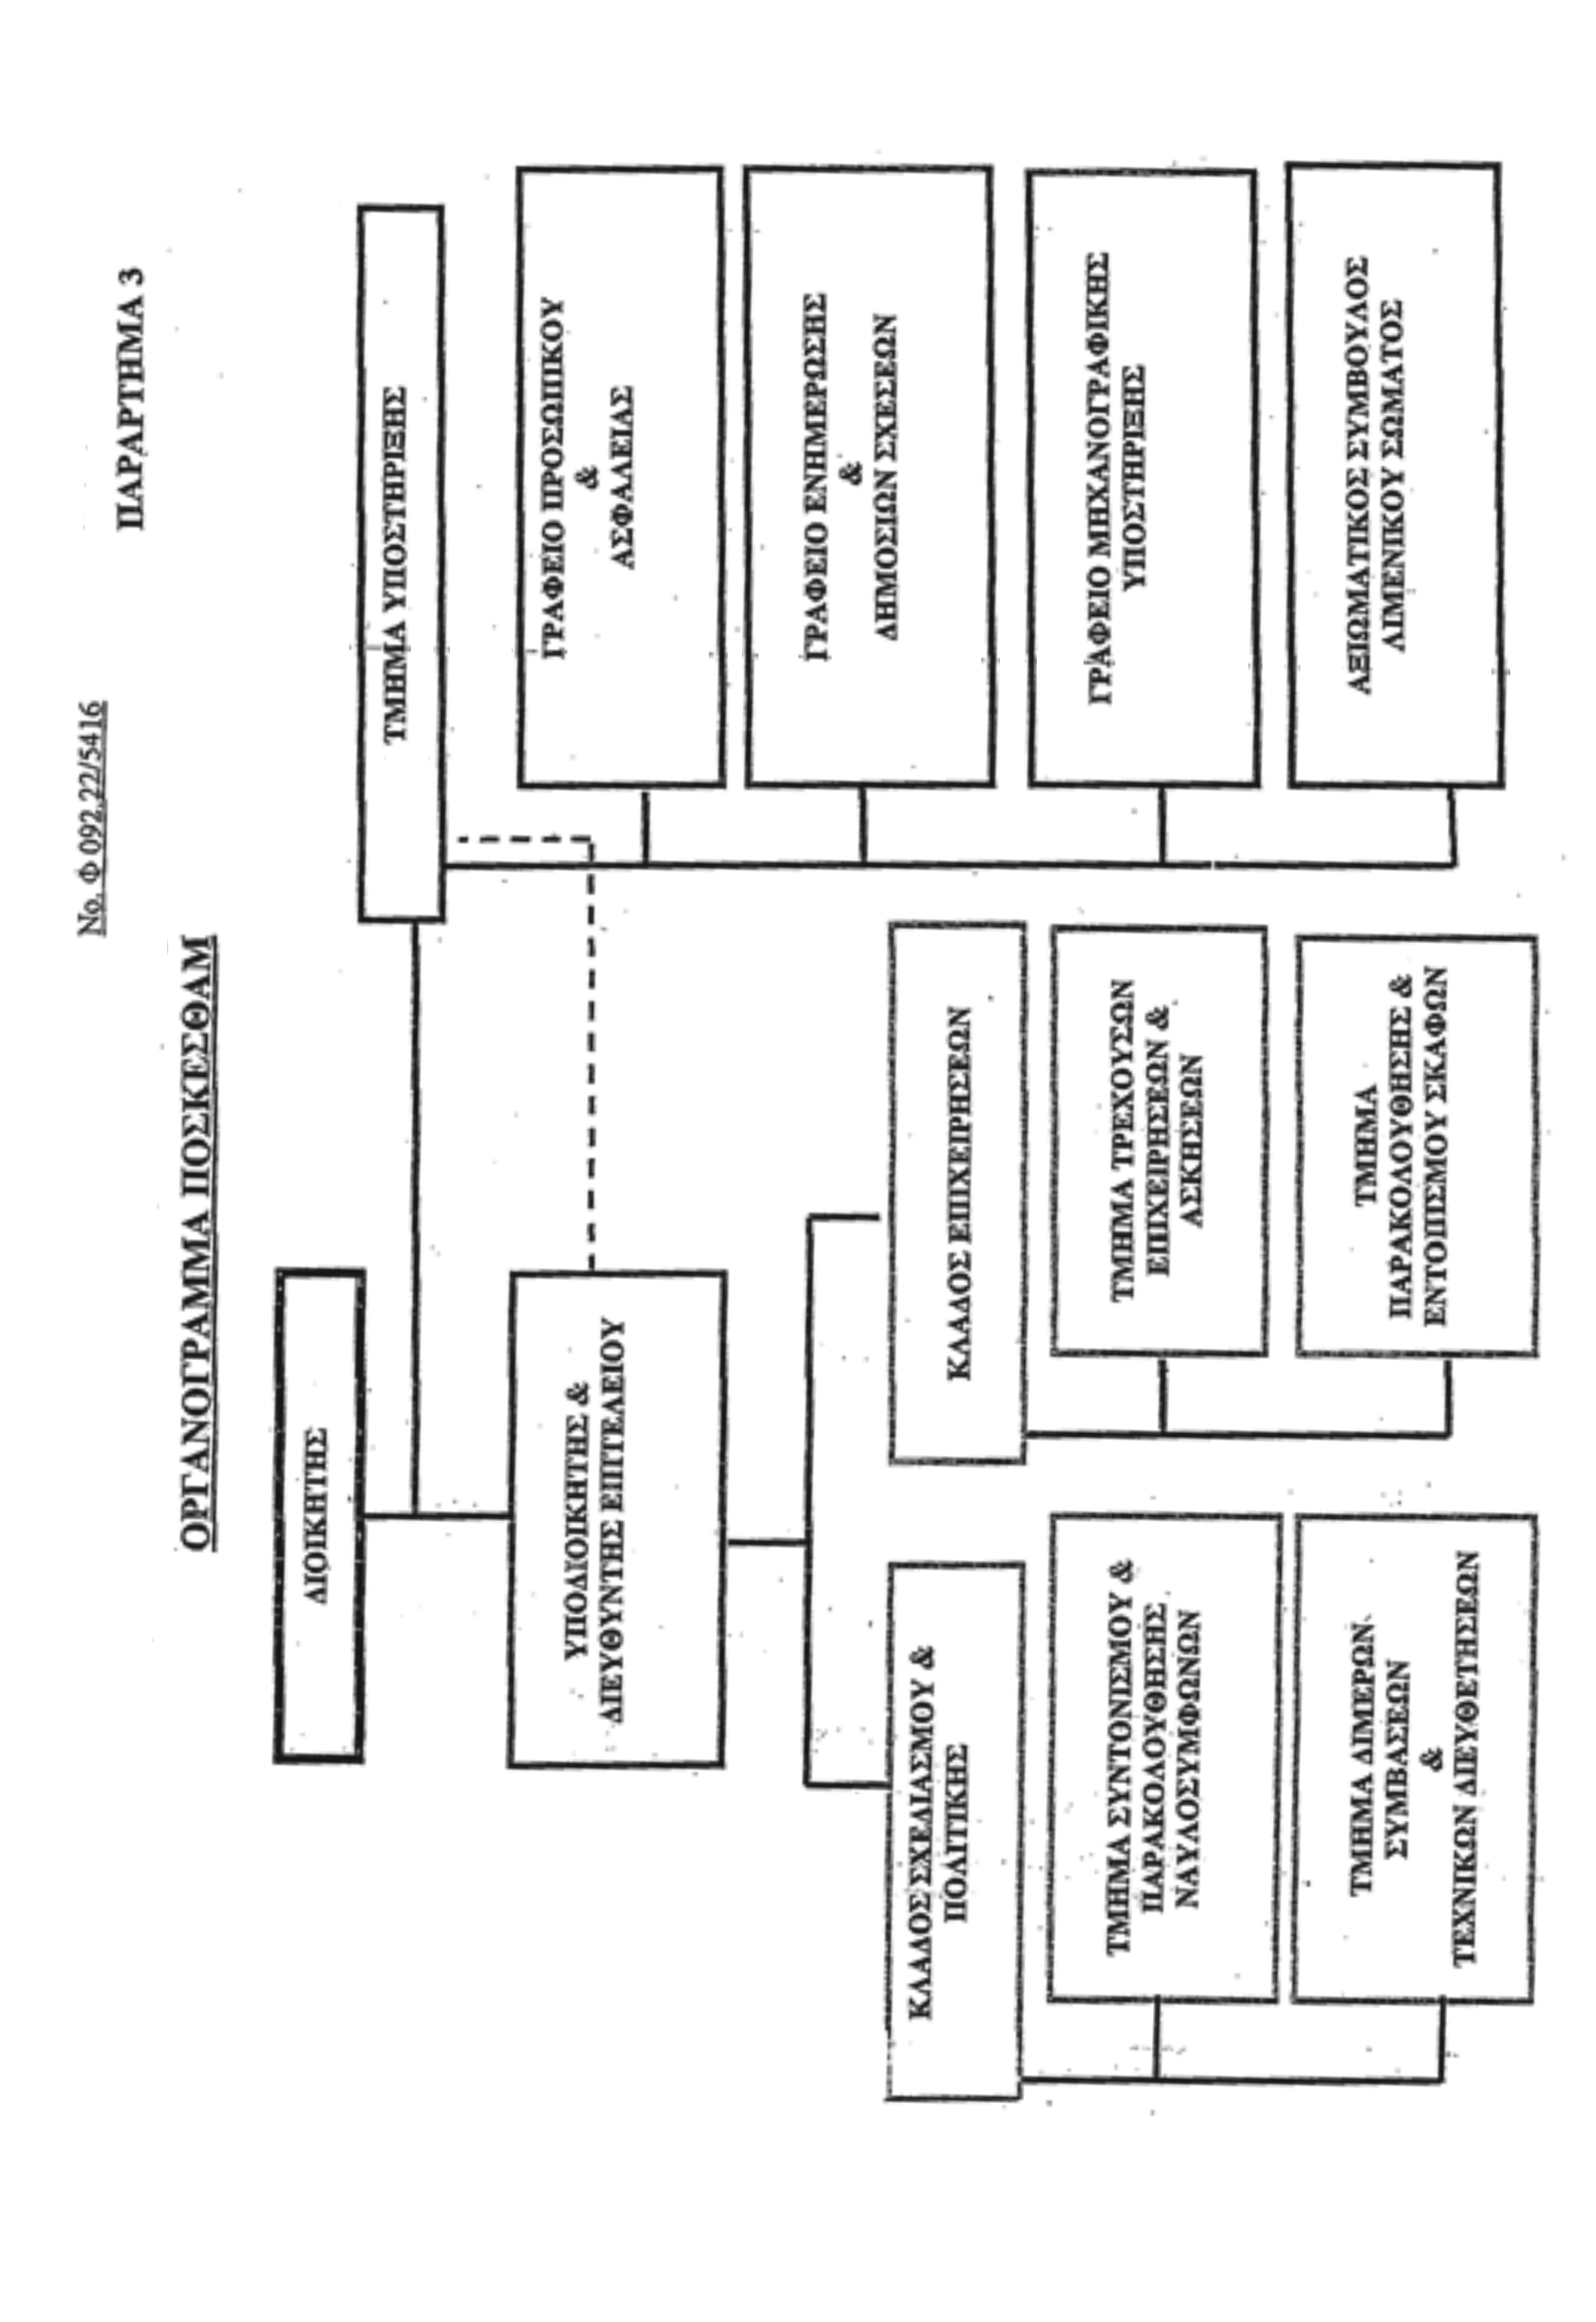 Νο. Φ 092.22/5416
ΠΑΡΑΡΤΗΜΑ 3
ΟΡΓΑΝΟΓΡΑΜΜΑ ΠΟΣΚΕΣΘΑΜ
ΔΙΟΙΚΗΤΗΣ
ΤΜΗΜΑ ΥΠΟΣΤΗΡΙΞΗΣ
ΥΠΟΔΙΟΙΚΗΤΗΣ &
ΔΙΕΥΘΥΝΤΗΣ ΕΠΙΤΕΛΕΙΟΥ
ΓΡΑΦΕΙΟ ΠΡΟΣΩΠΙΚΟΥ
&
ΑΣΦΑΛΕΙΑΣ
ΓΡΑΦΕΙΟ ΕΝΗΜΕΡΩΣΗΣ
&
ΔΗΜΟΣΙΩΝ ΣΧΕΣΕΩΝ
ΓΡΑΦΕΙΟ ΜΗΧΑΝΟΓΡΑΦΙΚΗΣ
ΥΠΟΣΤΗΡΙΞΗΣ
ΑΞΙΩΜΑΤΙΚΟΣ ΣΥΜΒΟΥΛΟΣ
ΛΙΜΕΝΙΚΟΥ ΣΩΜΑΤΟΣ
ΚΛΑΔΟΣ ΣΧΕΔΙΑΣΜΟΥ &
ΠΟΛΙΤΙΚΗΣ
ΤΜΗΜΑ ΣΥΝΤΟΝΙΣΜΟΥ &
ΠΑΡΑΚΟΛΟΥΘΗΣΗΣ
ΝΑΥΛΟΣΥΜΦΩΝΩΝ
ΤΜΗΜΑ ΔΙΜΕΡΩΝ
ΣΥΜΒΑΣΕΩΝ
&
ΤΕΧΝΙΚΩΝ ΔΙΕΥΘΕΤΗΣΕΩΝ
ΚΛΑΔΟΣ ΕΠΙΧΕΙΡΗΣΕΩΝ
ΤΜΗΜΑ ΤΡΕΧΟΥΣΩΝ
ΕΠΙΧΕΙΡΗΣΕΩΝ &
ΑΣΚΗΣΕΩΝ
ΤΜΗΜΑ
ΠΑΡΑΚΟΛΟΥΘΗΣΗΣ &
ΕΝΤΟΠΙΣΜΟΥ ΣΚΑΦΩΝ